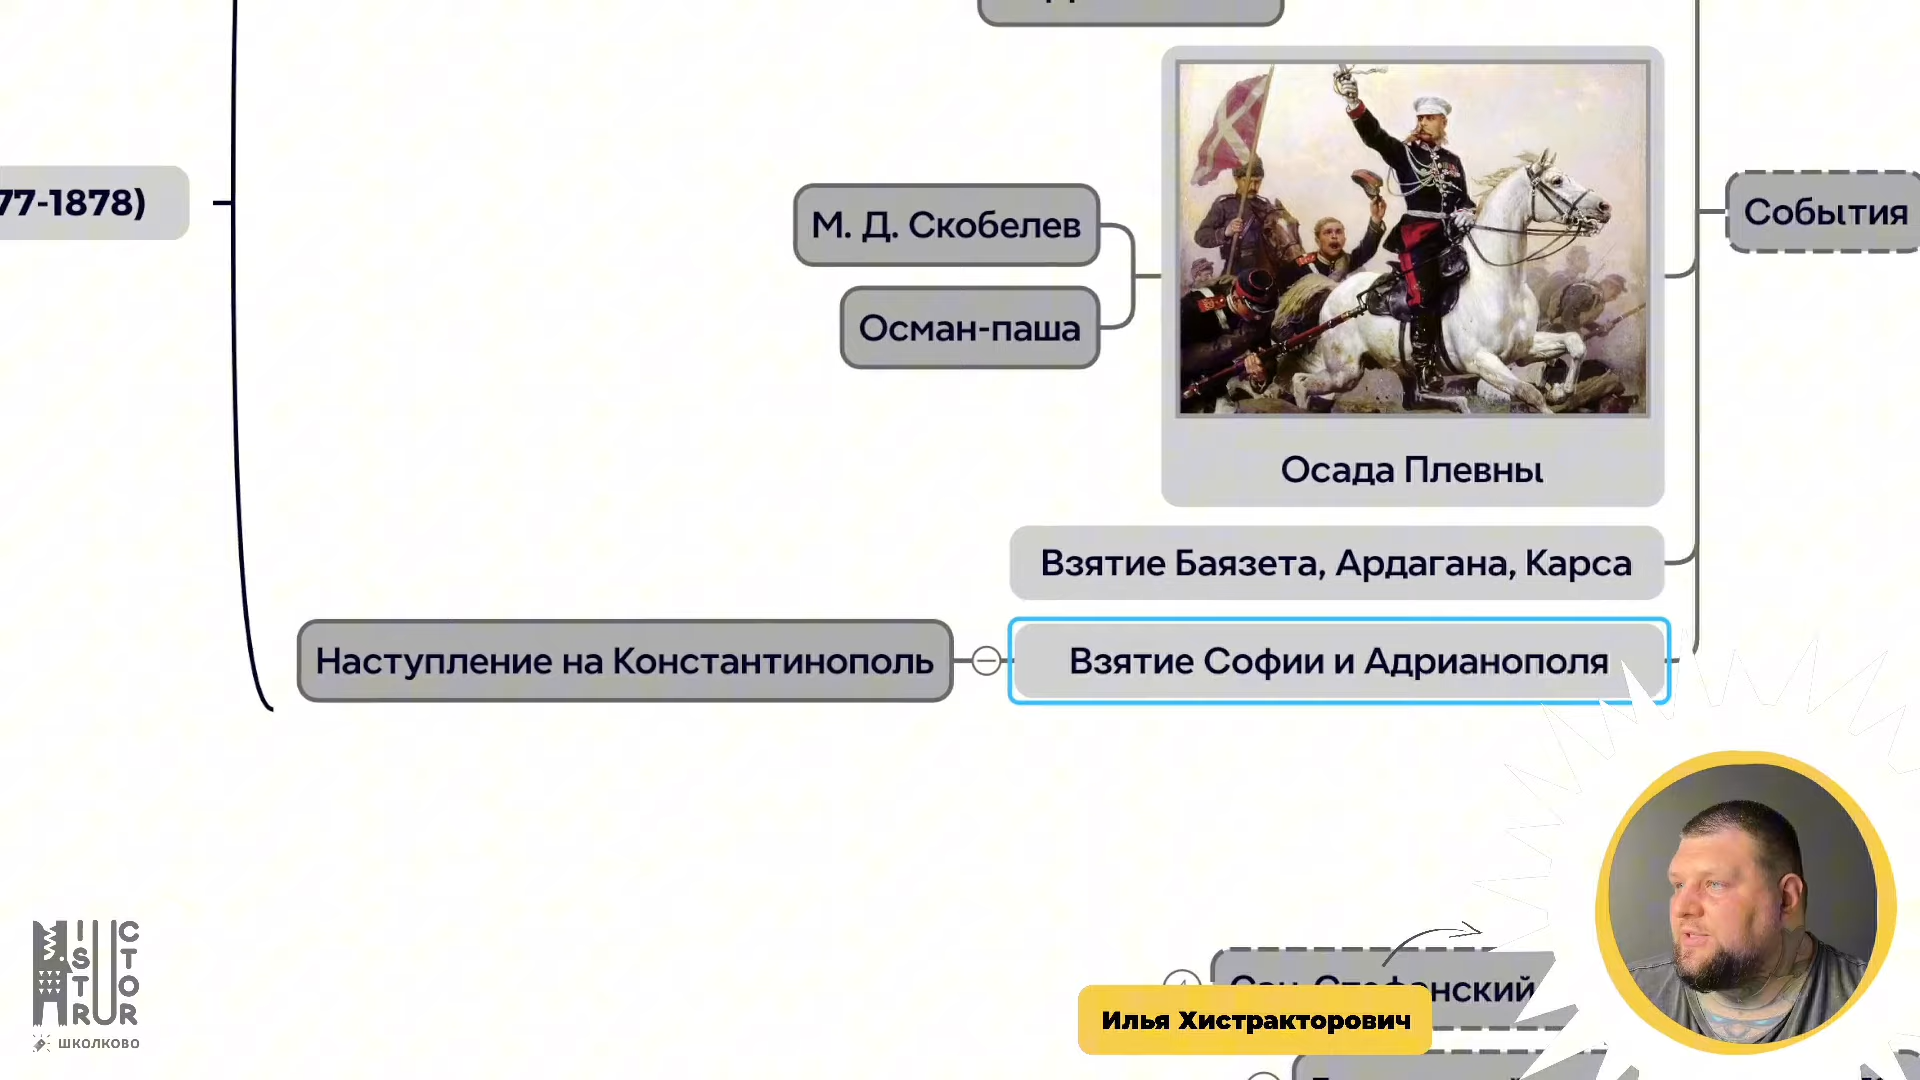 77-1878)
М. Д. Скобелев
Осман-паша
События
Осада Плевны
Взятие Баязета, Ардагана, Карса
Наступление на Константинополь
Взятие Софии и Адрианополя
Илья Хистракторович
HISTRUCTOR
школково